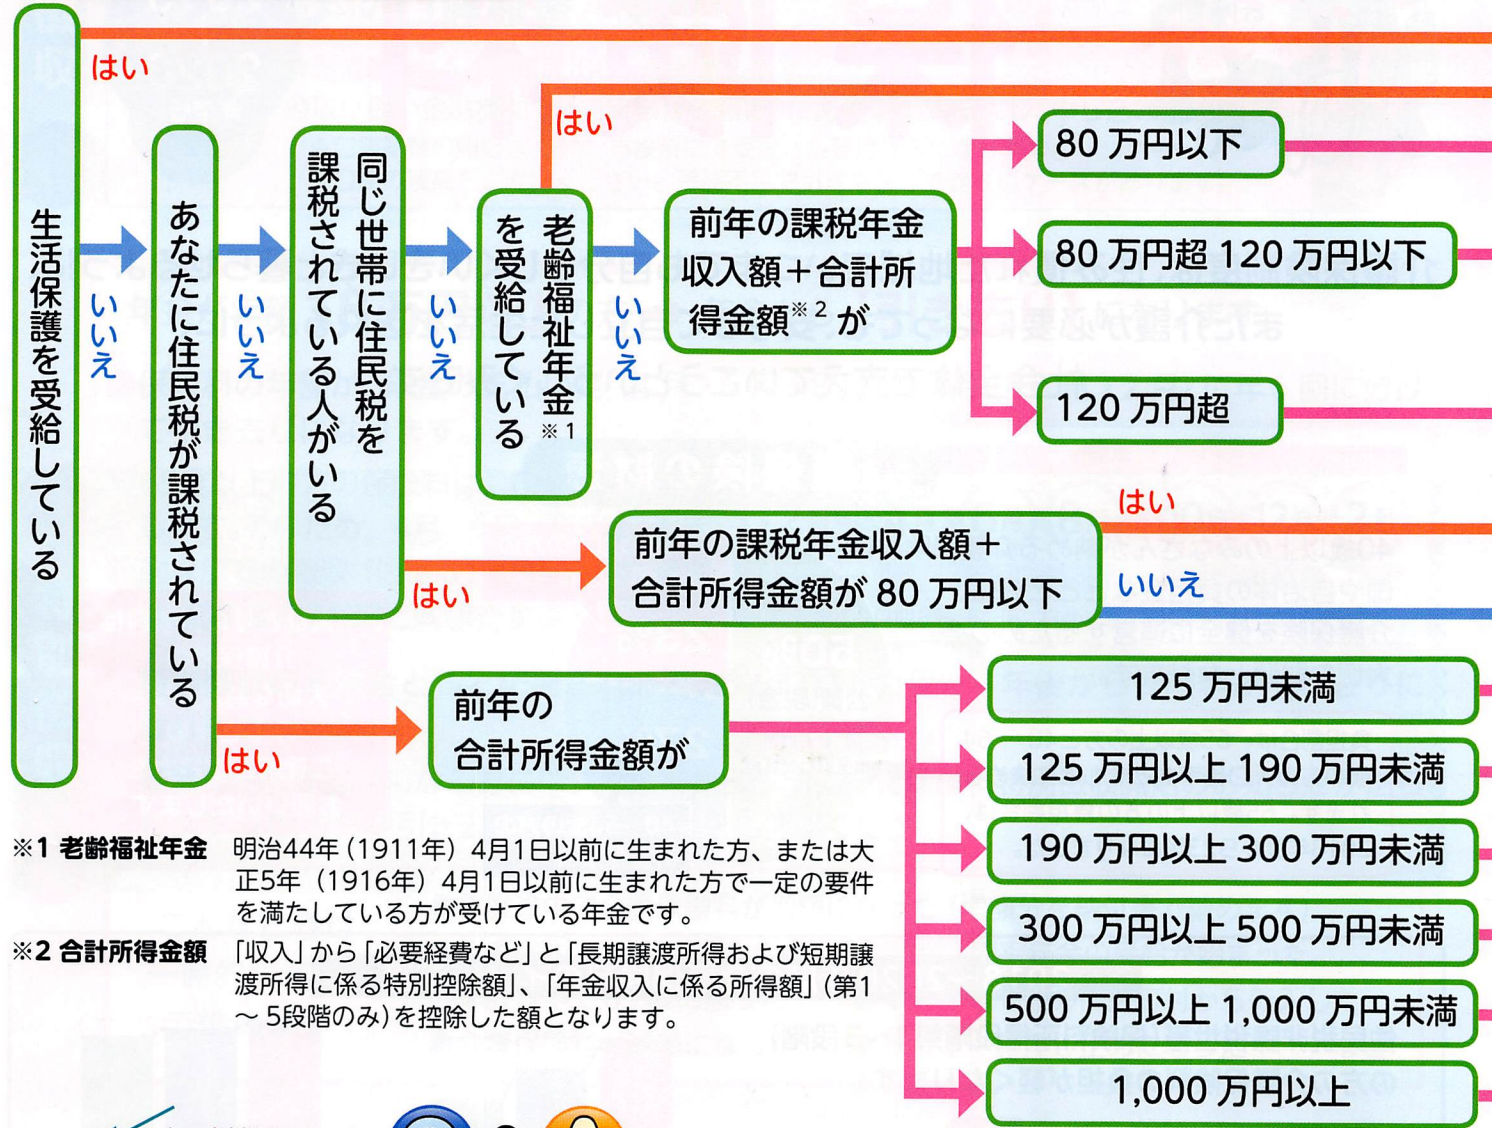 はい
生活保護を受給している
いいえ
あなたに住民税が課税されている
いいえ
はい
同じ世帯に住民税を
課税されている人がいる
いいえ
はい
老齢福祉年金※1
を受給している
はい
いいえ
前年の課税年金
収入額＋合計所
得金額※2が
80万円以下
80万円超 120万円以下
120万円超
前年の課税年金収入額＋
合計所得金額が 80万円以下
はい
いいえ
前年の
合計所得金額が
125万円未満
125万円以上 190万円未満
190万円以上 300万円未満
300万円以上 500万円未満
500万円以上 1,000万円未満
1,000万円以上
※1 老齢福祉年金 明治44年（1911年）4月1日以前に生まれた方、または大
正5年（1916年）4月1日以前に生まれた方で一定の要件
を満たしている方が受けている年金です。
※2 合計所得金額 「収入」から「必要経費など」と「長期譲渡所得および短期譲
渡所得に係る特別控除額」、「年金収入に係る所得額」（第1
～5段階のみ）を控除した額となります。